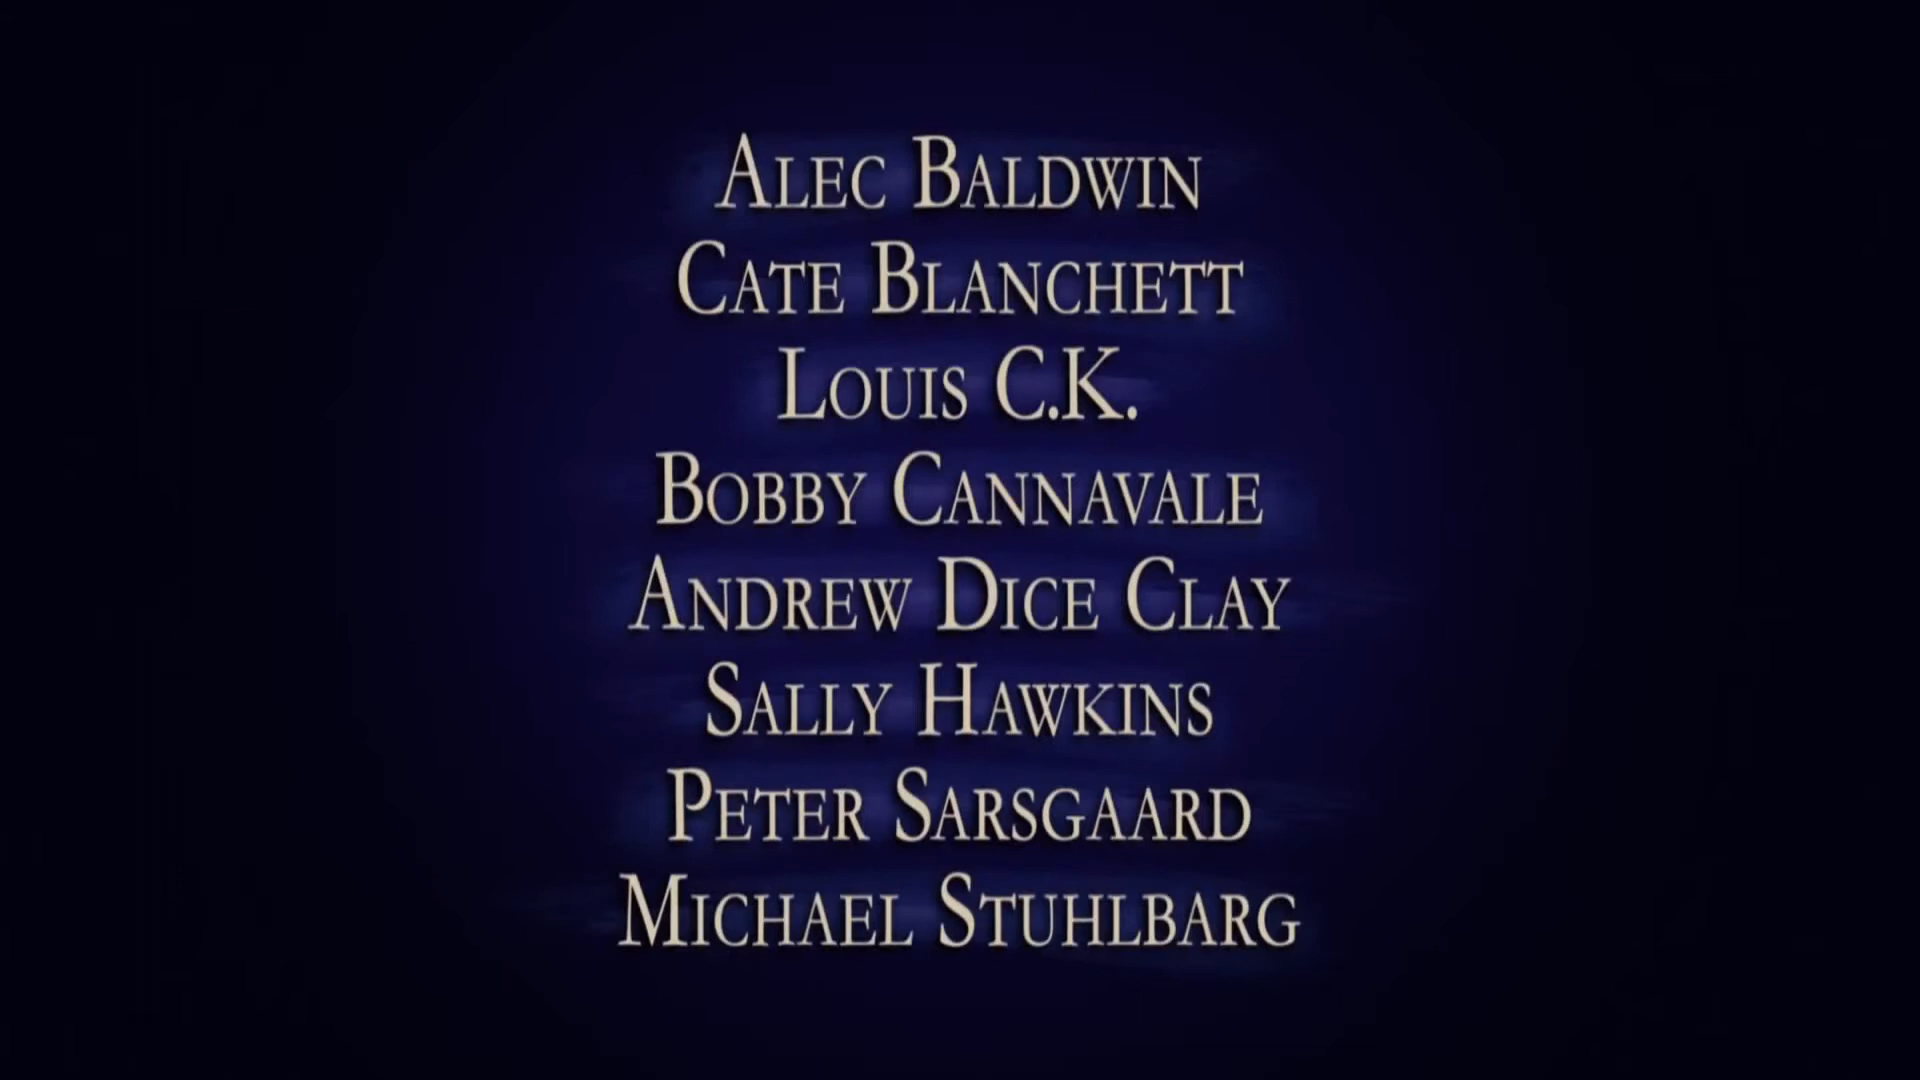 Alec Baldwin
Cate Blanchett
Louis C.K.
Bobby Cannavale
Andrew Dice Clay
Sally Hawkins
Peter Sarsgaard
Michael Stuhlbarg